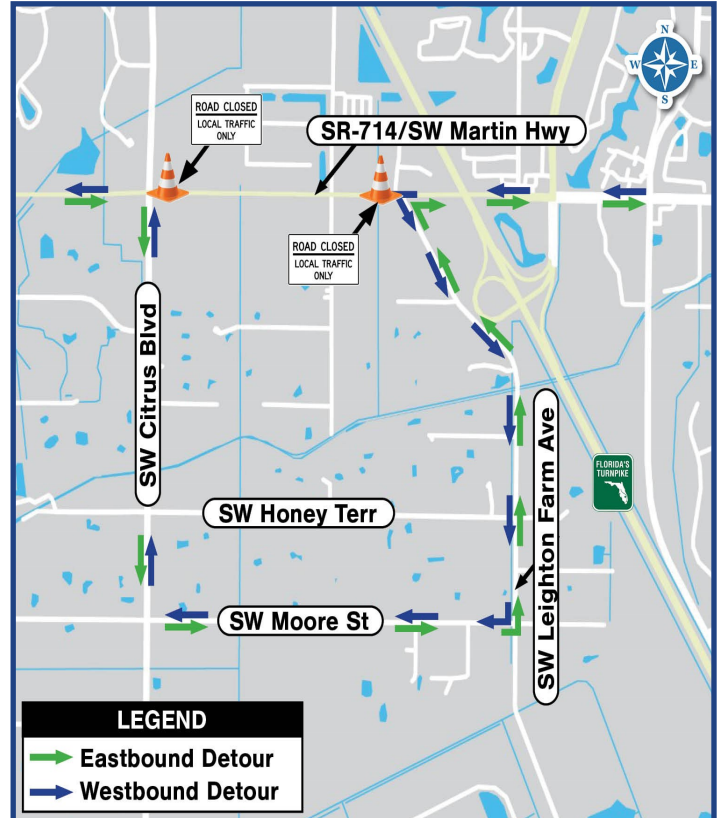 N
W E
S
ROAD CLOSED
LOCAL TRAFFIC
ONLY
SR-714/SW Martin Hwy
ROAD CLOSED
LOCAL TRAFFIC
ONLY
SW Citrus Blvd
SW Leighton Farm Ave
FLORIDA'S
TURNPIKE
SW Honey Terr
SW Moore St
LEGEND
Eastbound Detour
Westbound Detour